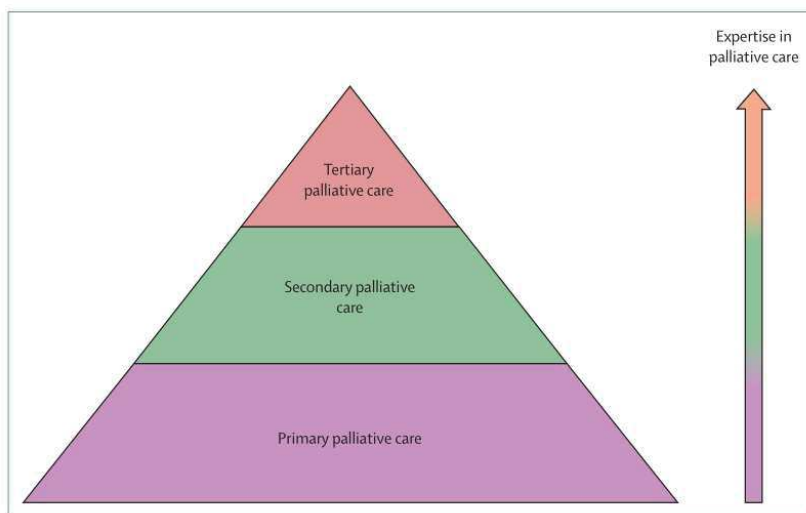 Expertise in
palliative care
Tertiary
palliative care
Secondary palliative
care
Primary palliative care